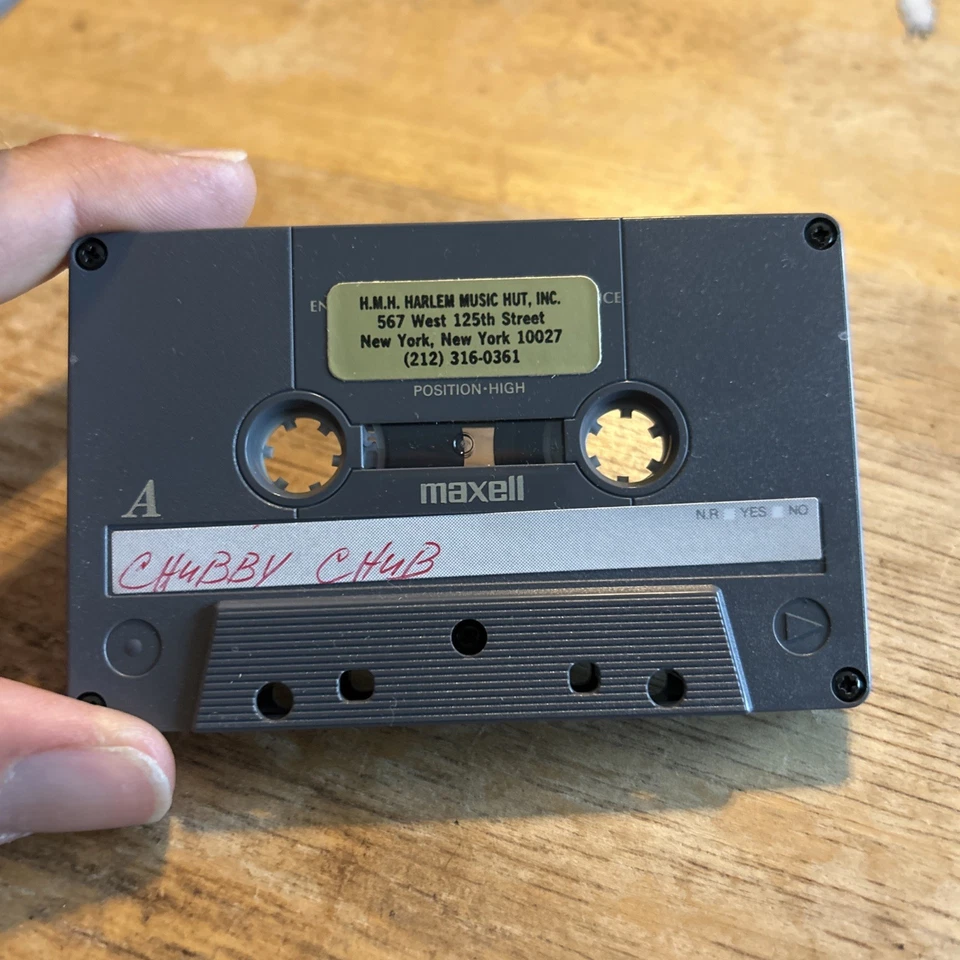 H.M.H. HARLEM MUSIC HUT, INC.
567 West 125th Street
New York, New York 10027
(212) 316-0361
POSITION·HIGH
maxell
A
N.R YES NO
CHUBBY CHUB